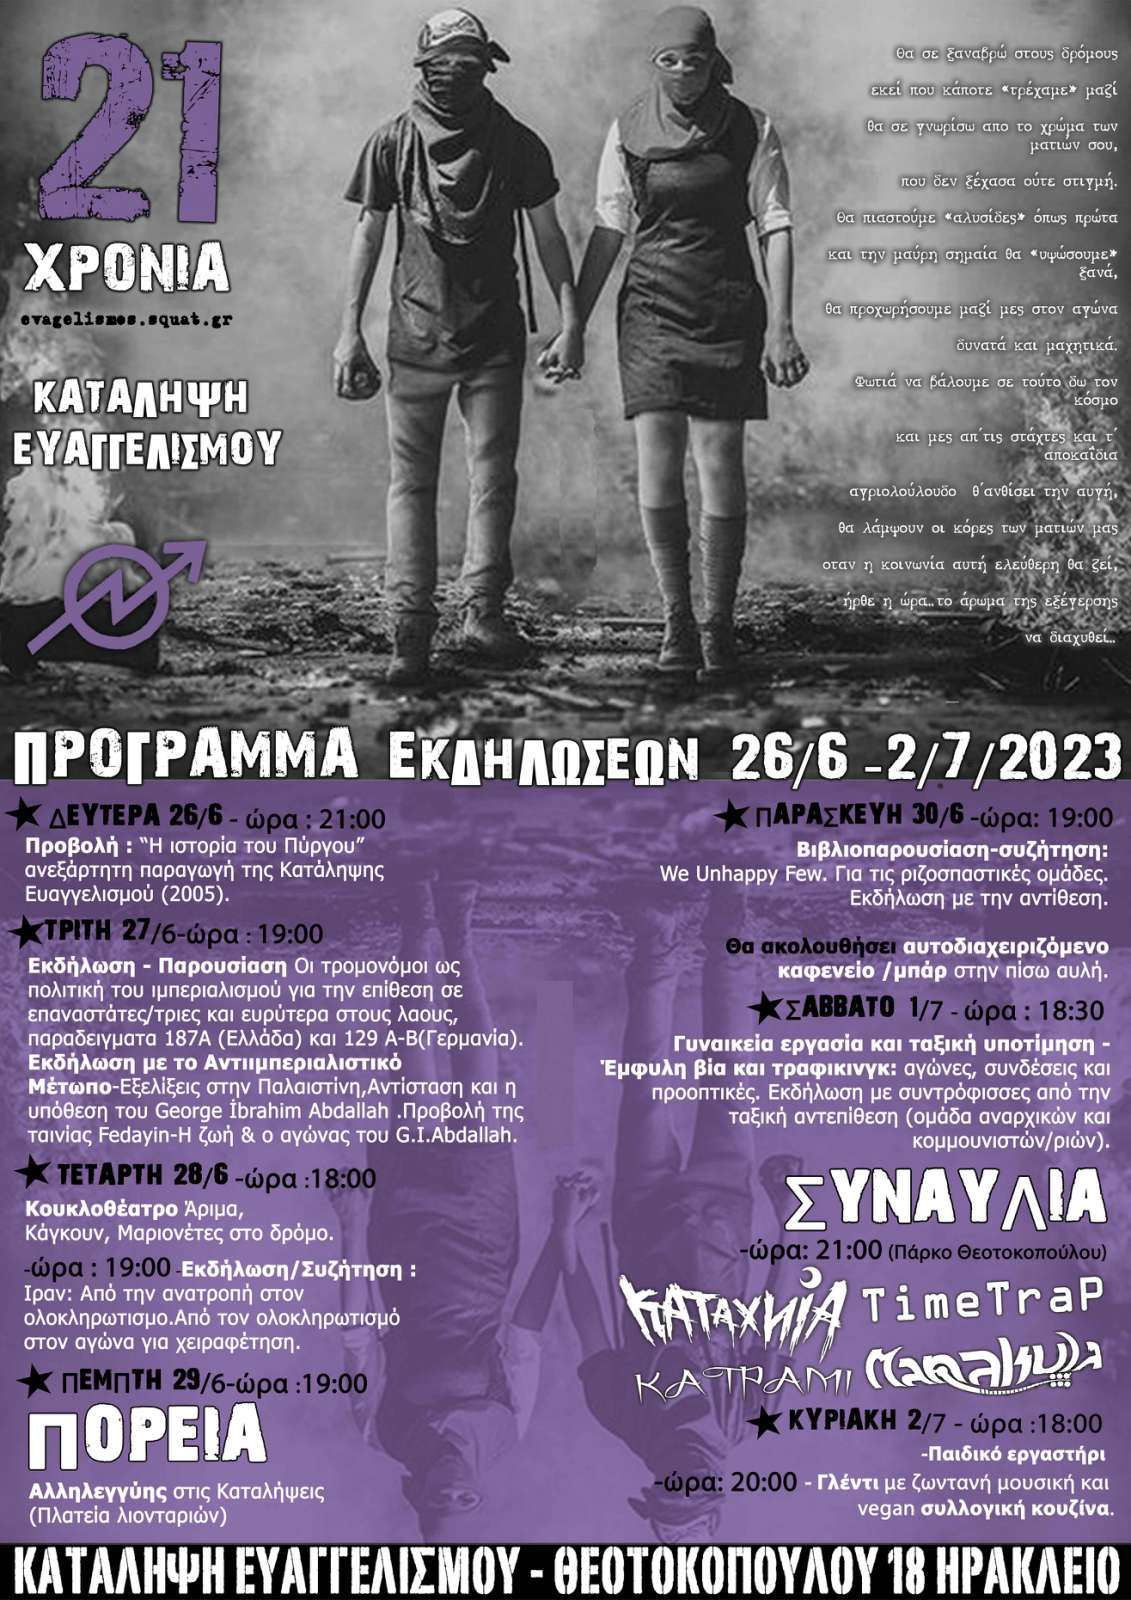 21
ΧΡΟΝΙΑ
evagelismos.squat.gr
ΚΑΤΑΛΗΨΗ
ΕΥΑΓΓΕΛΙΣΜΟΥ
θα σε ξαναβρώ στους δρόμους
εκεί που κάποτε *τρέχαμε* μαζί
θα σε γνωρίσω απο το χρώμα των
ματιών σου,
που δεν ξέχασα ούτε στιγμή.
θα πιαστούμε *αλυσίδες* όπως πρώτα
και την μαύρη σημαία θα *υψώσουμε*
ξανά,
θα προχωρήσουμε μαζί μες στον αγώνα
δυνατά και μαχητικά.
Φωτιά να βάλουμε σε τούτο δω τον
κόσμο
και μες απ΄τις στάχτες και τ΄
αποκαΐδια
αγριολούλουδο θ΄ανθίσει την αυγή,
θα λάμψουν οι κόρες των ματιών μας
οταν η κοινωνία αυτή ελεύθερη θα ζεί,
ήρθε η ώρα..το άρωμα της εξέγερσης
να διαχυθεί...
ΠΡΟΓΡΑΜΜΑ ΕΚΔΗΛΩΣΕΩΝ 26/6 -2/7/2023
ΔΕΥΤΕΡΑ 26/6 - ώρα : 21:00
Προβολή : “Η ιστορία του Πύργου”
ανεξάρτητη παραγωγή της Κατάληψης
Ευαγγελισμού (2005).
ΤΡΙΤΗ 27/6-ώρα : 19:00
Εκδήλωση - Παρουσίαση Οι τρομονόμοι ως
πολιτική του ιμπεριαλισμού για την επίθεση σε
επαναστάτες/τριες και ευρύτερα στους λαους,
παραδειγματα 187Α (Ελλάδα) και 129 Α-Β(Γερμανία).
Εκδήλωση με το Αντιιμπεριαλιστικό
Μέτωπο-Εξελίξεις στην Παλαιστίνη,Αντίσταση και η
υπόθεση του George İbrahim Abdallah .Προβολή της
ταινίας Fedayin-Η ζωή & ο αγώνας του G.I.Abdallah.
ΤΕΤΑΡΤΗ 28/6 -ώρα :18:00
Κουκλοθέατρο Άριμα,
Κάγκουν, Μαριονέτες στο δρόμο.
-ώρα : 19:00 -Εκδήλωση/Συζήτηση :
Ιραν: Από την ανατροπή στον
ολοκληρωτισμο.Από τον ολοκληρωτισμό
στον αγώνα για χειραφέτηση.
ΠΕΜΠΤΗ 29/6-ώρα :19:00
ΠΟΡΕΙΑ
Αλληλεγγύης στις Καταλήψεις
(Πλατεία λιονταριών)
ΠΑΡΑΣΚΕΥΗ 30/6 -ώρα: 19:00
Βιβλιοπαρουσίαση-συζήτηση:
We Unhappy Few. Για τις ριζοσπαστικές ομάδες.
Εκδήλωση με την αντίθεση.
Θα ακολουθήσει αυτοδιαχειριζόμενο
καφενείο /μπάρ στην πίσω αυλή.
ΣΑΒΒΑΤΟ 1/7 - ώρα : 18:30
Γυναικεία εργασία και ταξική υποτίμηση -
Έμφυλη βία και τραφικινγκ: αγώνες, συνδέσεις και
προοπτικές. Εκδήλωση με συντρόφισσες από την
ταξική αντεπίθεση (ομάδα αναρχικών και
κομμουνιστών/ριών).
ΣΥΝΑΥΛΙΑ
-ώρα: 21:00 (Πάρκο Θεοτοκοπούλου)
ΚΑΤΑΧΝΙΑ TimeTraP
ΚΑΤΡΑΜΙ Mamakulla
ΚΥΡΙΑΚΗ 2/7 - ώρα :18:00
-Παιδικό εργαστήρι
-ώρα: 20:00 - Γλέντι με ζωντανή μουσική και
vegan συλλογική κουζίνα.
ΚΑΤΑΛΗΨΗ ΕΥΑΓΓΕΛΙΣΜΟΥ - ΘΕΟΤΟΚΟΠΟΥΛΟΥ 18 ΗΡΑΚΛΕΙΟ